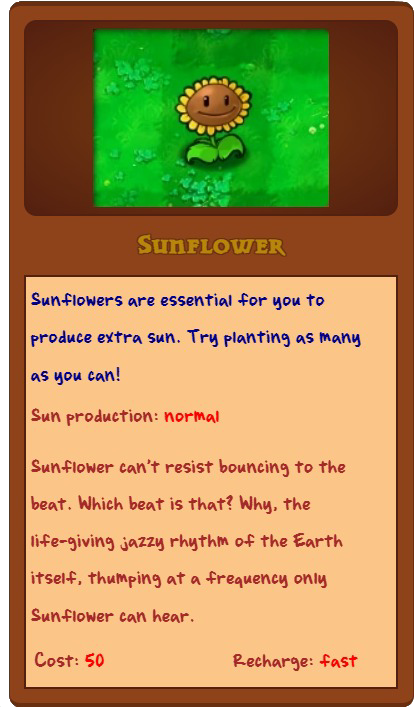 Sunflower
Sunflowers are essential for you to
produce extra sun. Try planting as many
as you can!
Sun production: normal
Sunflower can't resist bouncing to the
beat. Which beat is that? Why, the
life-giving jazzy rhythm of the Earth
itself, thumping at a frequency only
Sunflower can hear.
Cost: 50 Recharge: fast